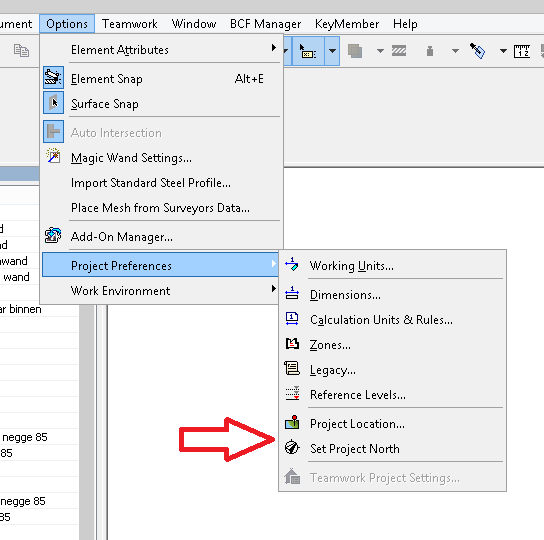 ument Options Teamwork Window BCF Manager KeyMember Help
Element Attributes
Element Snap Alt+E
Surface Snap
Auto Intersection
Magic Wand Settings...
Import Standard Steel Profile...
Place Mesh from Surveyors Data...
Add-On Manager...
Project Preferences
Work Environment
Working Units...
Dimensions...
Calculation Units & Rules...
Zones...
Legacy...
Reference Levels...
Project Location...
Set Project North
Teamwork Project Settings...
d
nd
nwand
wand
ar binnen
negge 85
85
negge 85
85
1 2